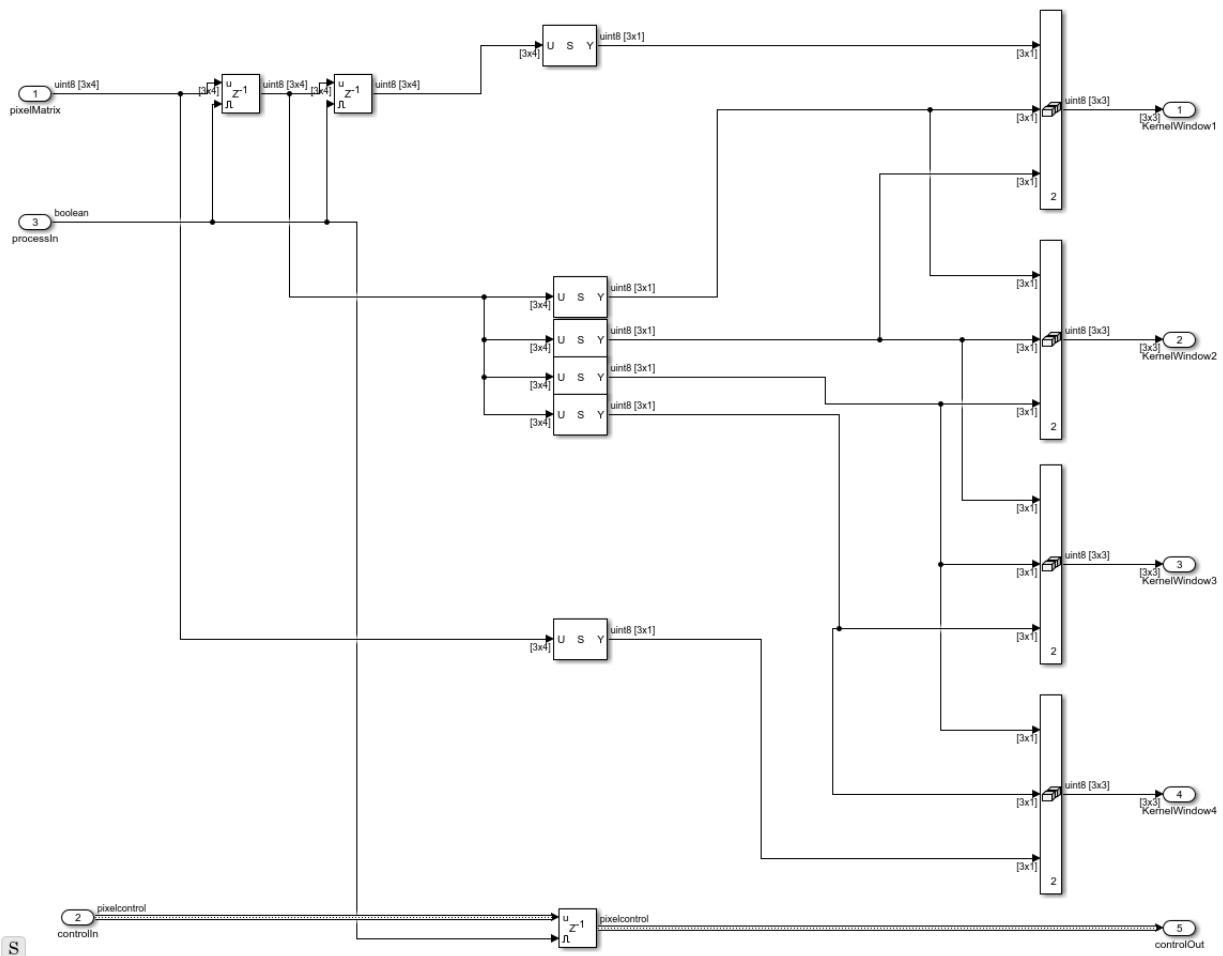 U S Y
uint8 [3x1]
[3x4]
[3x1]
1
pixelMatrix
uint8 [3x4]
[3x4]
u
Z-1
uint8 [3x4]
[3x4]
u
Z-1
uint8 [3x4]
[3x1]
uint8 [3x3]
[3x3]
1
KernelWindow1
[3x1]
2
3
processIn
boolean
U S Y
uint8 [3x1]
[3x4]
U S Y
uint8 [3x1]
[3x4]
U S Y
uint8 [3x1]
[3x4]
U S Y
uint8 [3x1]
[3x4]
[3x1]
[3x1]
uint8 [3x3]
[3x3]
2
KernelWindow2
[3x1]
2
[3x1]
[3x1]
uint8 [3x3]
[3x3]
3
KernelWindow3
[3x1]
2
U S Y
uint8 [3x1]
[3x4]
[3x1]
[3x1]
uint8 [3x3]
[3x3]
4
KernelWindow4
[3x1]
2
2
controlIn
pixelcontrol
u
Z-1
pixelcontrol
5
controlOut
S